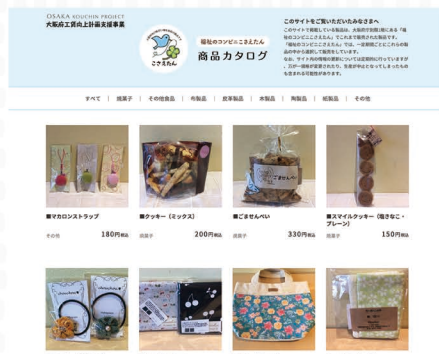 OSAKA KOUCHIN PROJECT
大阪府工賃向上計画支援事業
こさえたん
福祉のコンビニこさえたん
商品カタログ
このサイトをご覧いただいたみなさまへ
このサイトで掲載している製品は、大阪府庁別館1階にある「福
祉のコンビニこさえたん」でこれまで販売された製品です。
「福祉のコンビニこさえたん」では、一定期間ごとにこれらの製
品の中から選択して販売をしています。
なお、サイト内の情報の更新については定期的に行っていますが
、万が一価格が変更されたり、生産が中止となってしまったもの
も含まれる可能性があります。
すべて | 焼菓子 | その他食品 | 布製品 | 皮革製品 | 木製品 | 陶製品 | 紙製品 | その他
■マカロンストラップ
その他 180円税込
■クッキー（ミックス）
焼菓子 200円税込
ごませんべい
■ごませんべい
焼菓子 330円税込
■スマイルクッキー（塩きなこ・
プレーン）
焼菓子 150円税込